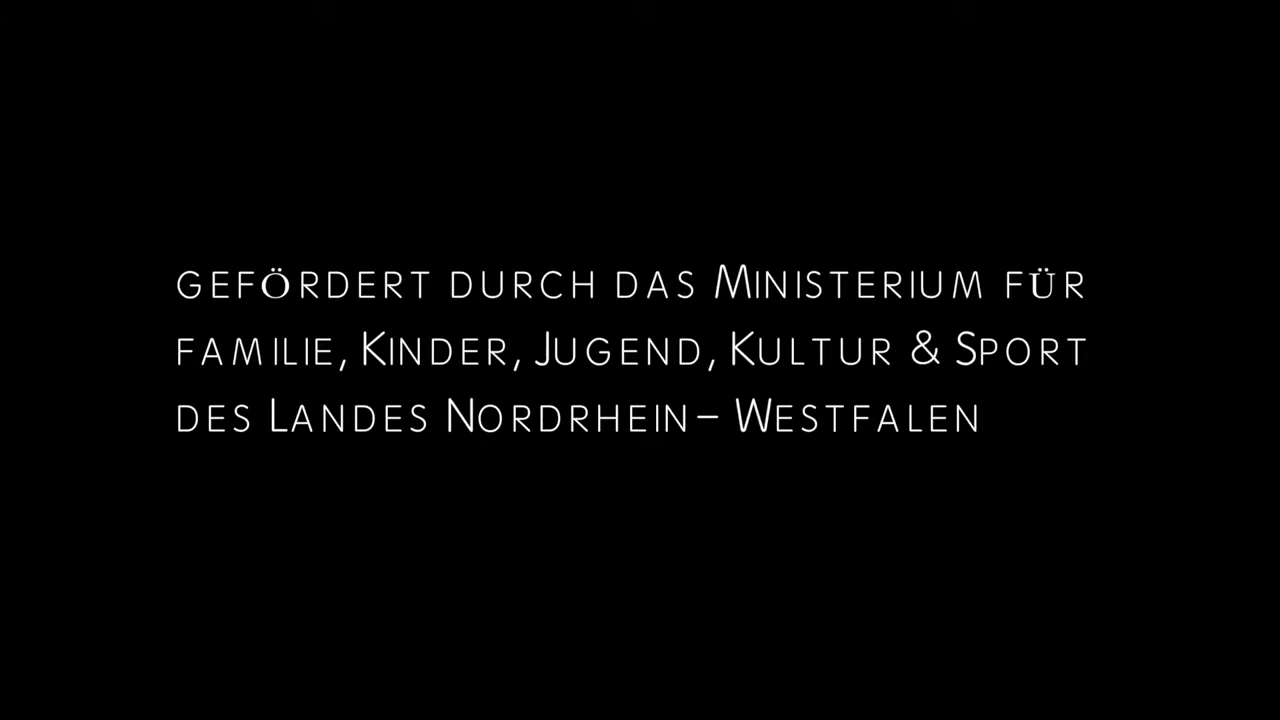 gefördert durch das Ministerium für
familie, Kinder, Jugend, Kultur & Sport
des Landes Nordrhein– Westfalen